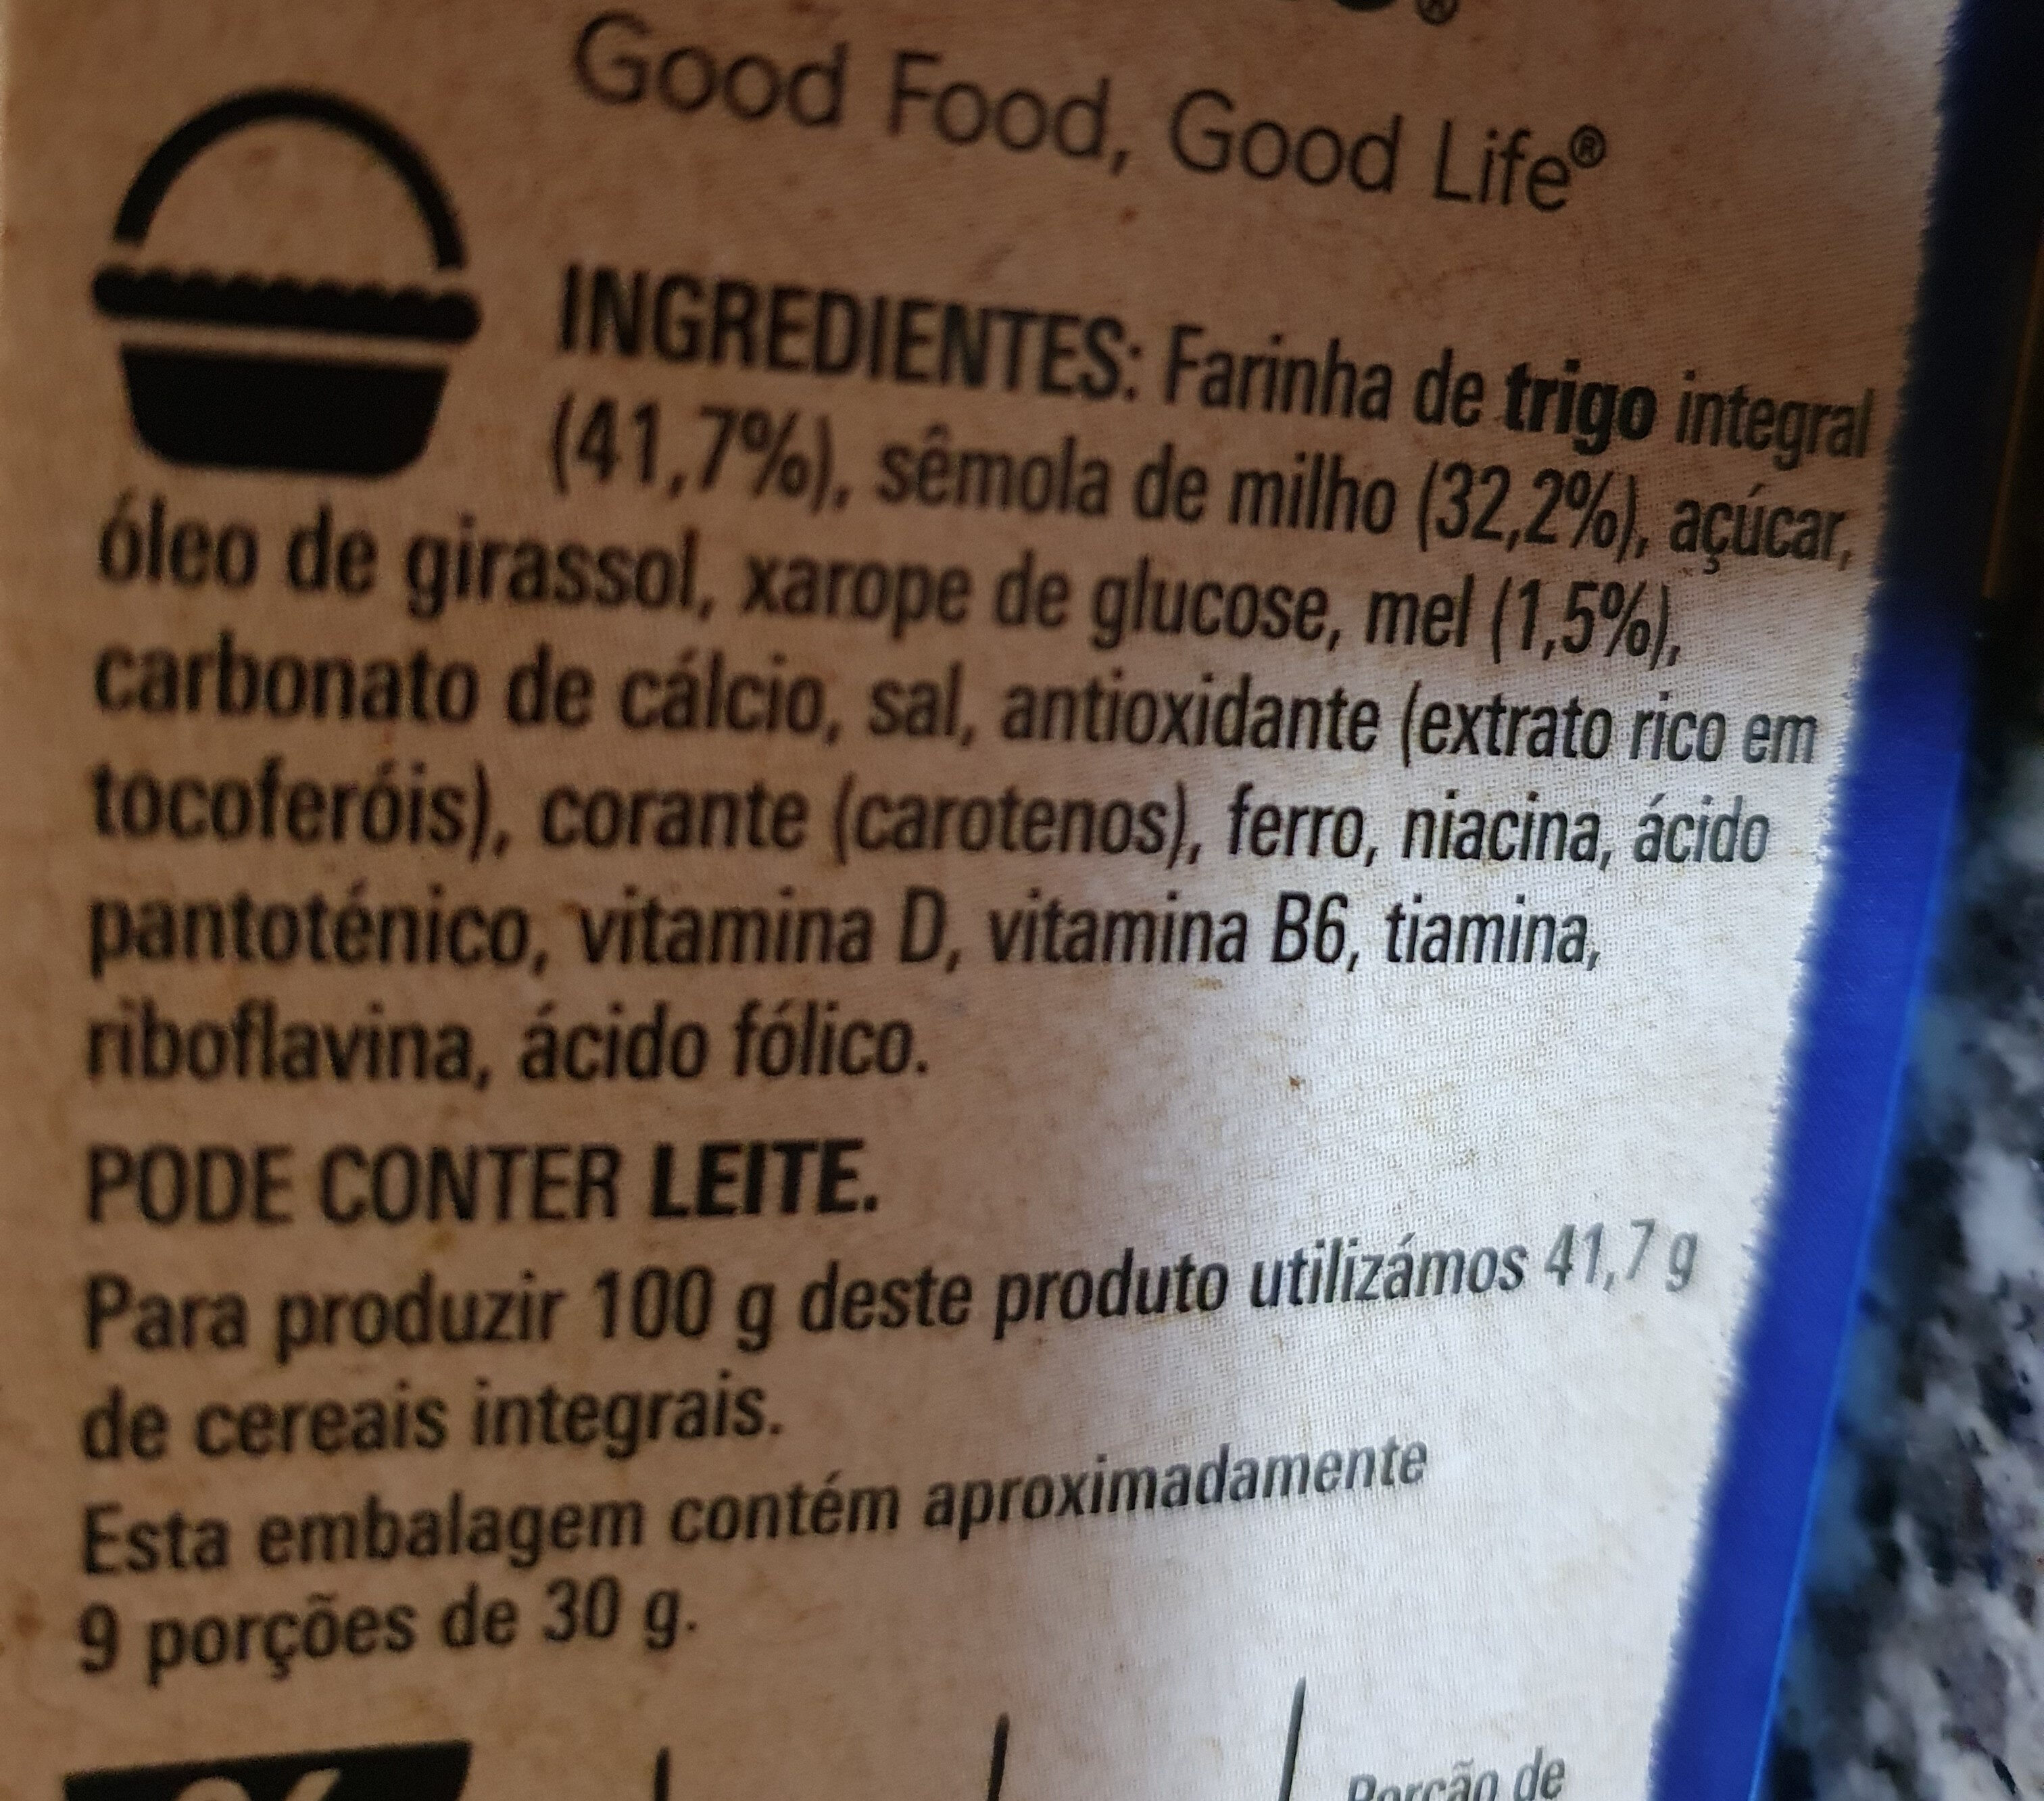 Good Food, Good Life®
INGREDIENTES: Farinha de trigo integral
(41,7%), sêmola de milho (32,2%), açúcar,
óleo de girassol, xarope de glucose, mel (1,5%),
carbonato de cálcio, sal, antioxidante (extrato rico em
tocoferóis), corante (carotenos), ferro, niacina, ácido
pantoténico, vitamina D, vitamina B6, tiamina,
riboflavina, ácido fólico.
PODE CONTER LEITE.
Para produzir 100 g deste produto utilizámos 41,7 g
de cereais integrais.
Esta embalagem contém aproximadamente
9 porções de 30 g.
Porção de